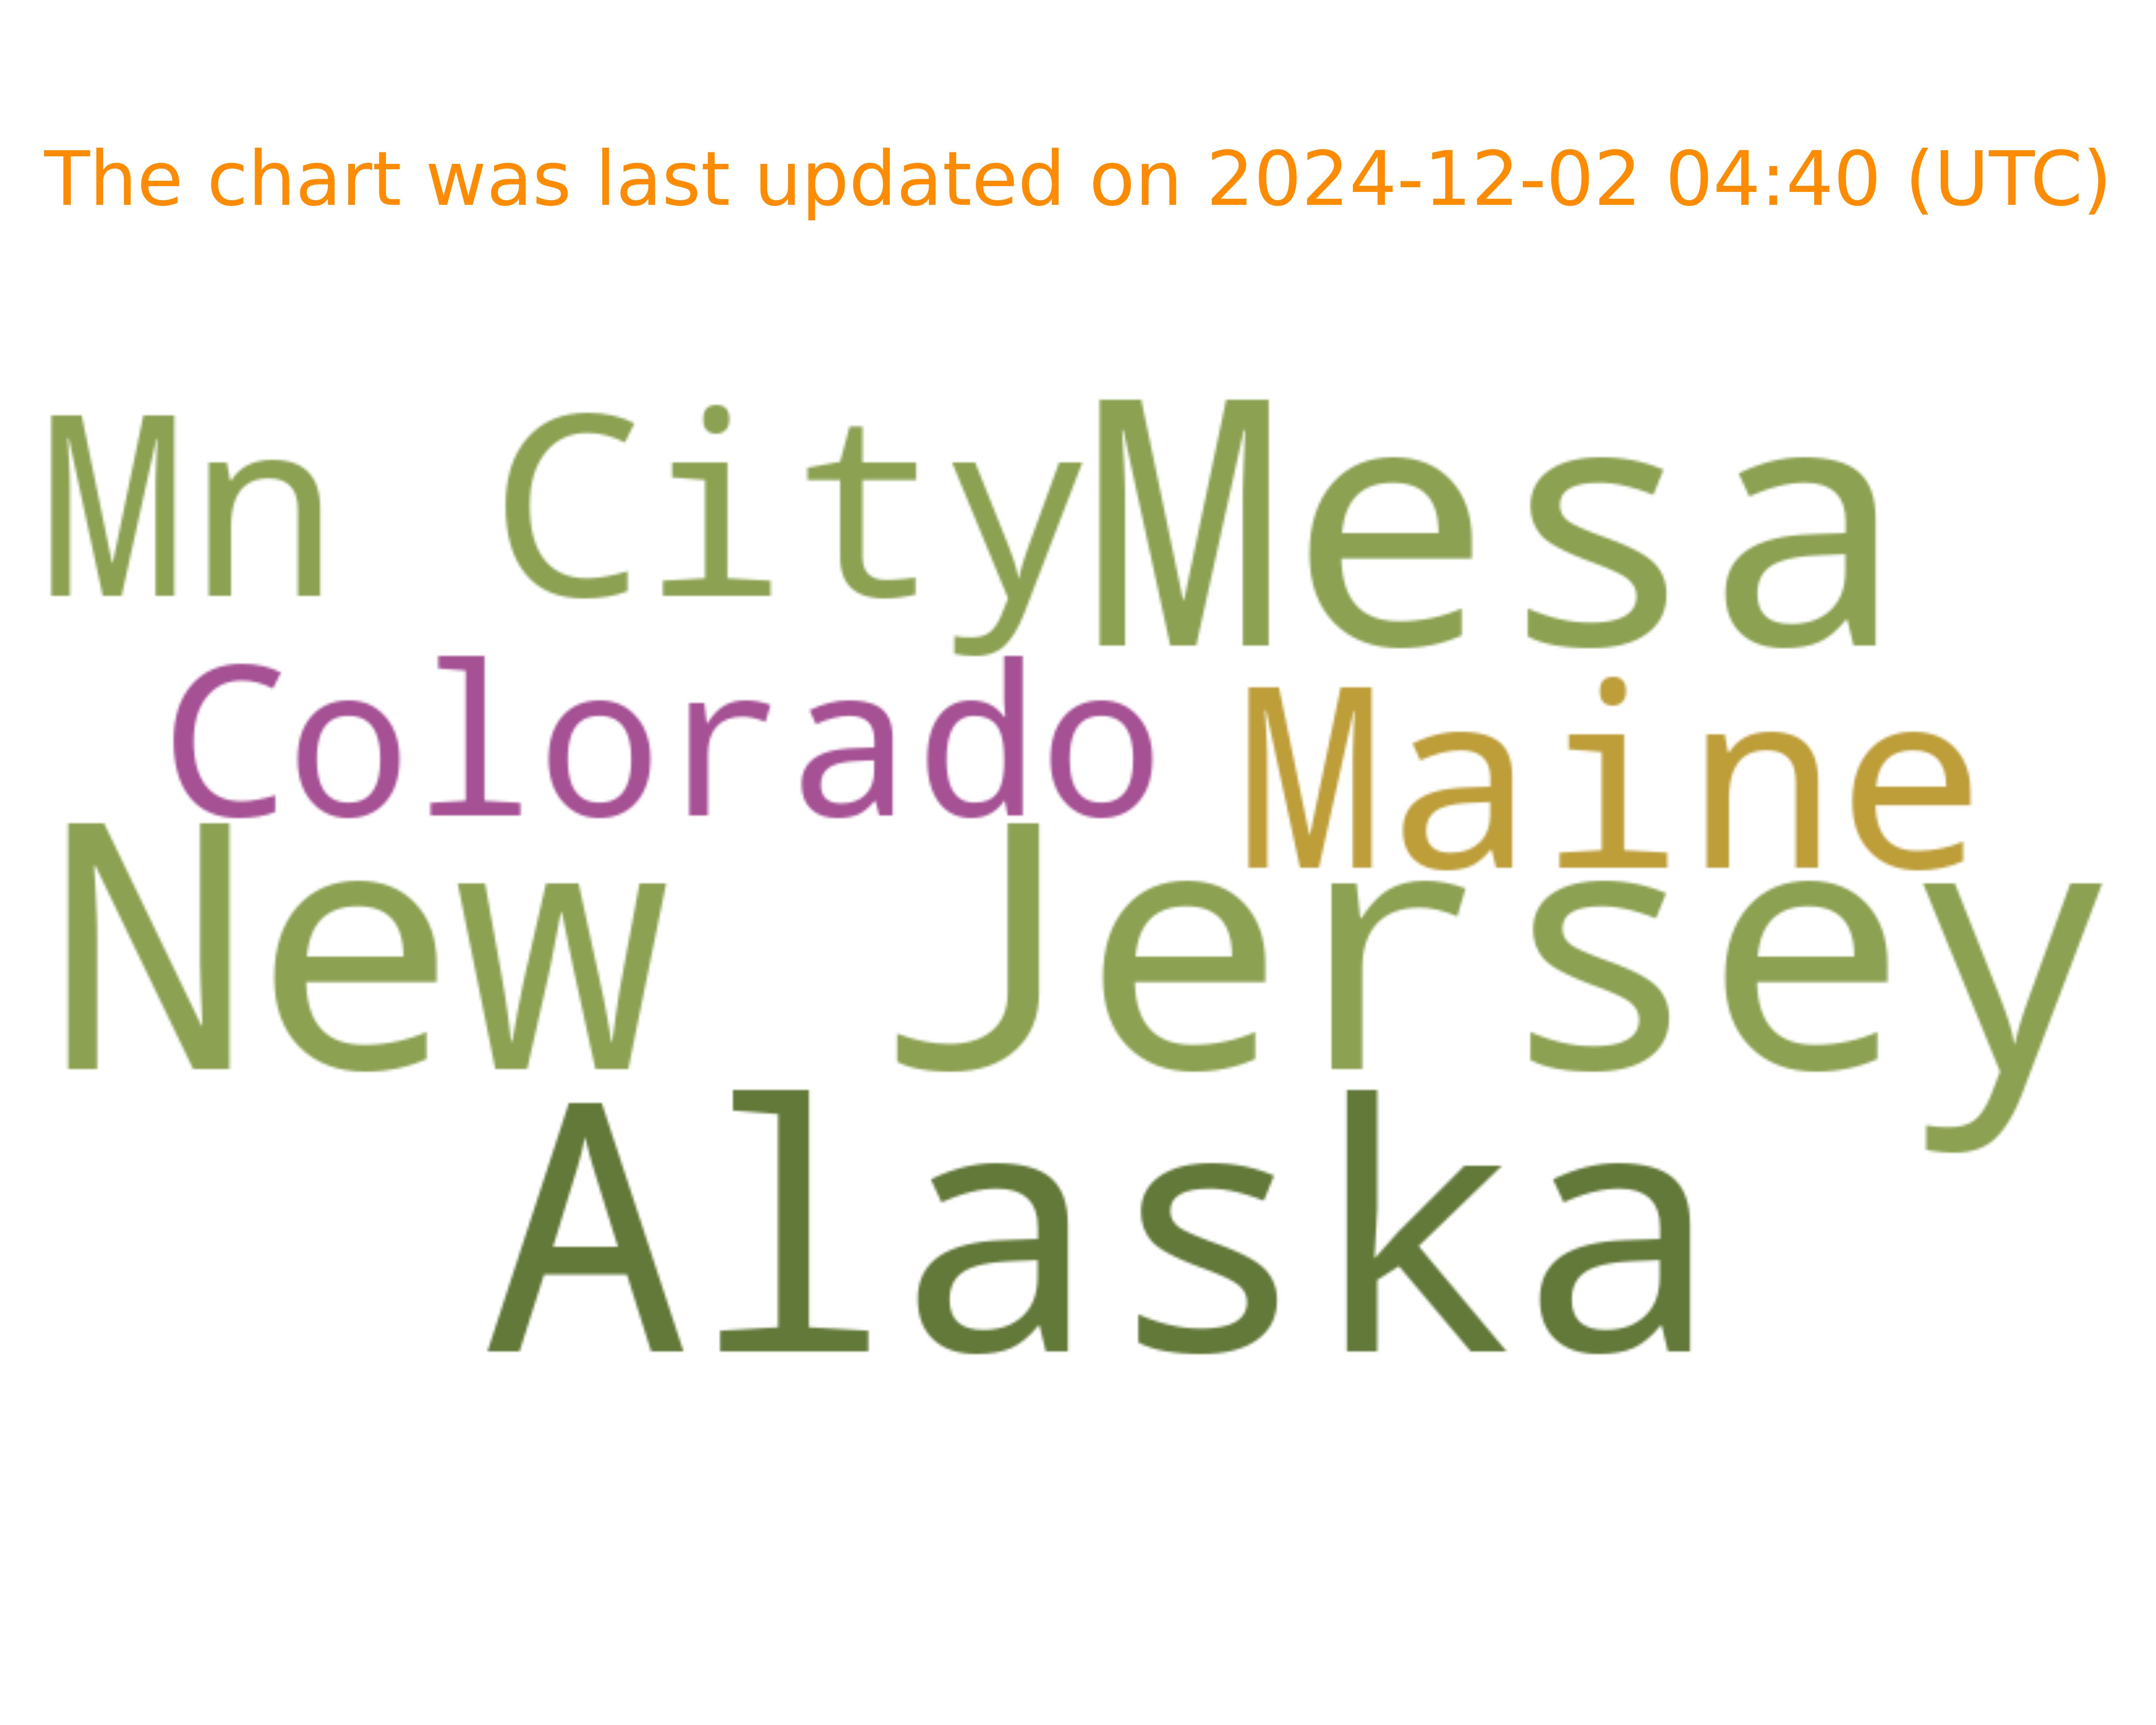 The chart was last updated on 2024-12-02 04:40 (UTC)
Mn City Mesa
Colorado Maine
New Jersey
Alaska